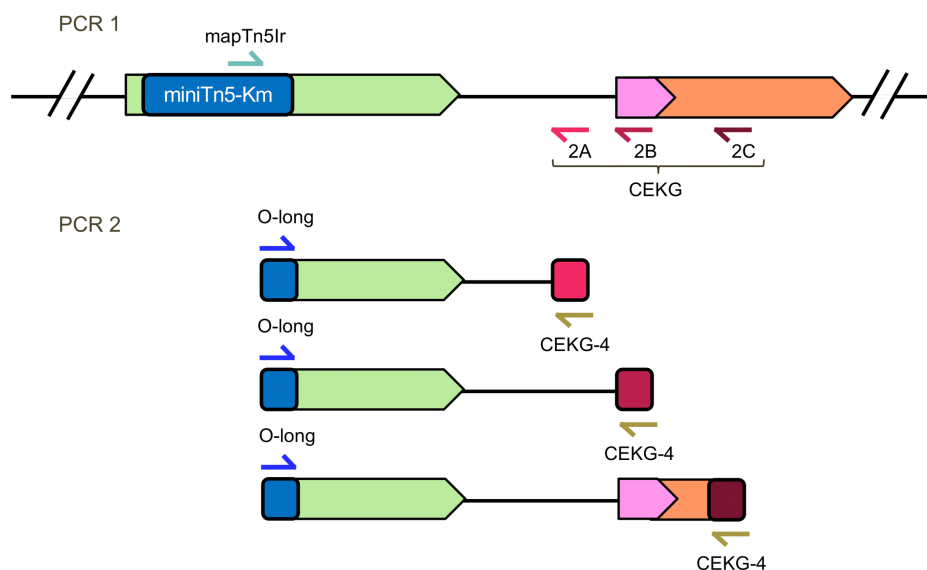 PCR 1
mapTn5Ir
miniTn5-Km
2A
2B
2C
CEKG
PCR 2
O-long
CEKG-4
O-long
CEKG-4
O-long
CEKG-4